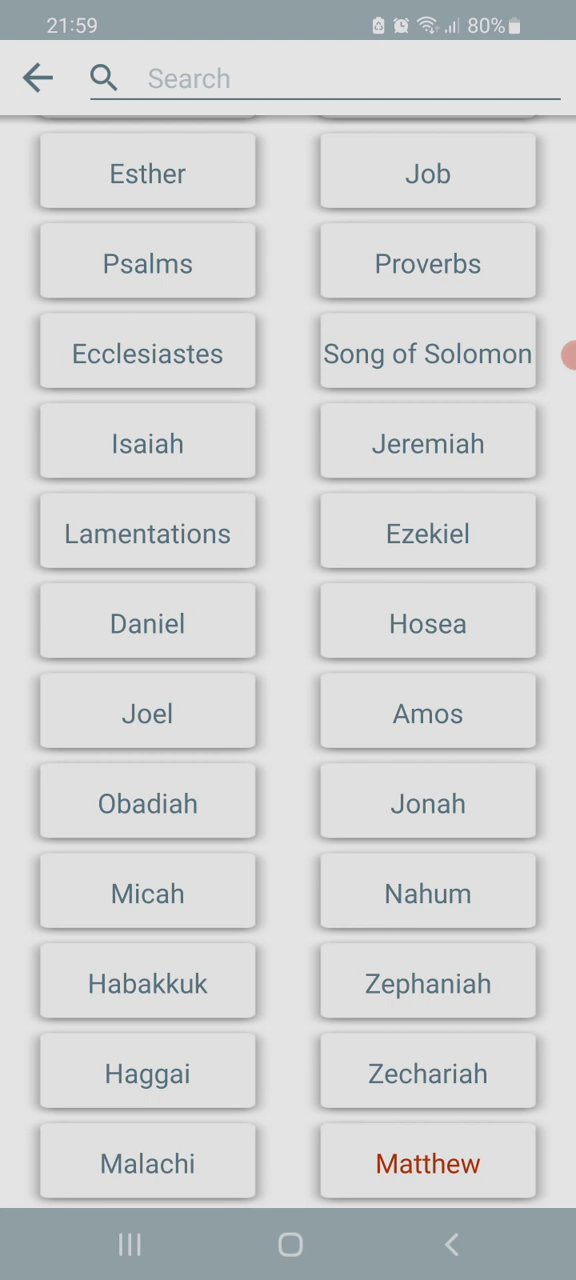 21:59 80%
Search
Esther Job
Psalms Proverbs
Ecclesiastes Song of Solomon
Isaiah Jeremiah
Lamentations Ezekiel
Daniel Hosea
Joel Amos
Obadiah Jonah
Micah Nahum
Habakkuk Zephaniah
Haggai Zechariah
Malachi Matthew